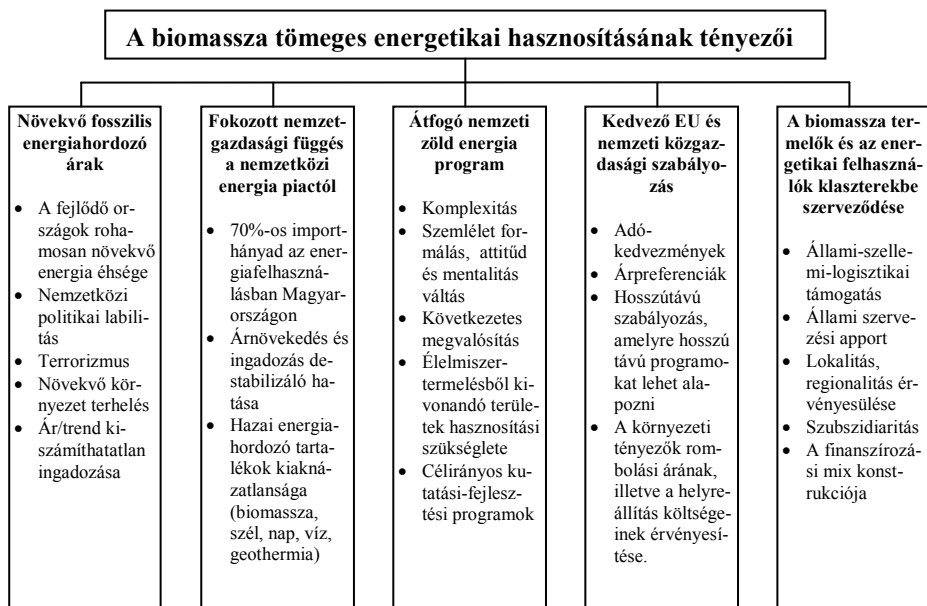 A biomassza tömeges energetikai hasznosításának tényezői
Növekvő fosszilis
energiahordozó
árak
• A fejlődő or-
szágok roha-
mosan növekvő
energia éhsége
• Nemzetközi
politikai labili-
tás
• Terrorizmus
• Növekvő kör-
nyezet terhelés
• Ár/trend ki-
számíthatatlan
ingadozása
Fokozott nemzet-
gazdasági függés
a nemzetközi
energia piactól
• 70%-os import-
hányad az ener-
giafelhaszná-
lásban Magyar-
országon
• Árnövekedés és
ingadozás de-
stabilizáló ha-
tása
• Hazai energia-
hordozó tarta-
lékok kiakná-
zatlansága
(biomassza,
szél, nap, víz,
geothermia)
Átfogó nemzeti
zöld energia
program
• Komplexitás
• Szemlélet for-
málás, attitűd
és mentalitás
váltás
• Következetes
megvalósítás
• Élelmiszer-
termelésből ki-
vonandó terüle-
tek hasznosítási
szükséglete
• Célirányos ku-
tatási-fejlesz-
tési programok
Kedvező EU és
nemzeti közgaz-
dasági szabályo-
zás
• Adó-
kedvezmények
• Árpreferenciák
• Hosszútávú
szabályozás,
amelyre hosszú
távú programo-
kat lehet ala-
pozni
• A környezeti
tényezők rom-
bolási árának,
illetve a helyre-
állítás költsége-
inek érvényesí-
tése.
A biomassza ter-
melők és az ener-
getikai felhaszná-
lók klaszterekbe
szerveződése
• Állami-szelle-
mi-logisztikai
támogatás
• Állami szerve-
zési apport
• Lokalitás,
regionalitás ér-
vényesülése
• Szubszidiaritás
• A finanszírozá-
si mix konst-
rukciója